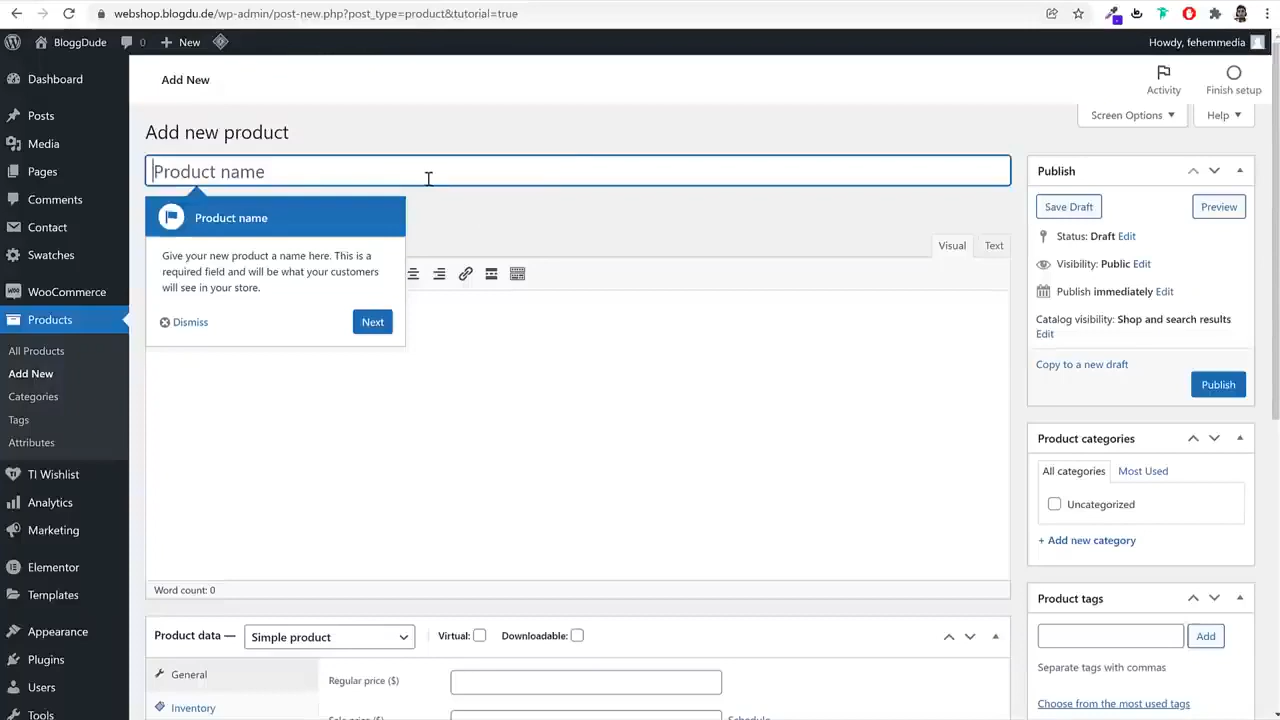 webshop.blogdu.de/wp-admin/post-new.php?post_type=product&tutorial=true
BloggDude
0
New
Howdy, fehemmedia
Dashboard
Posts
Media
Pages
Comments
Contact
Swatches
WooCommerce
Products
All Products
Add New
Categories
Tags
Attributes
TI Wishlist
Analytics
Marketing
Elementor
Templates
Appearance
Plugins
Users
Tools
Add New
Activity
Finish setup
Screen Options
Help
Add new product
Product name
Product name
Give your new product a name here. This is a
required field and will be what your customers
will see in your store.
Dismiss
Next
Visual
Text
Word count: 0
Product data —
Simple product
Virtual:
Downloadable:
General
Inventory
Regular price ($)
Sale price ($)
Schedule
Publish
Save Draft
Preview
Status: Draft Edit
Visibility: Public Edit
Publish immediately Edit
Catalog visibility: Shop and search results
Edit
Copy to a new draft
Publish
Product categories
All categories
Most Used
Uncategorized
+ Add new category
Product tags
Add
Separate tags with commas
Choose from the most used tags